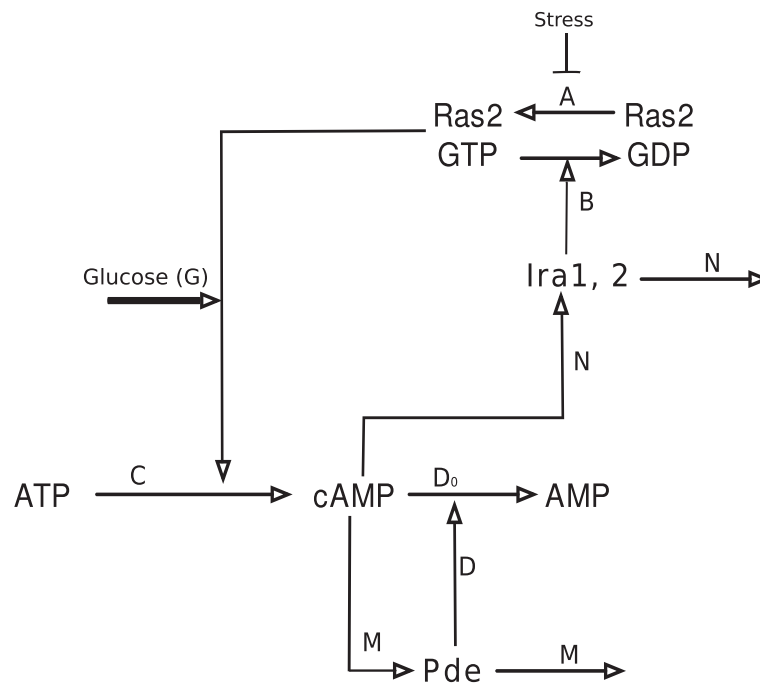 Stress
A
Ras2
Ras2
GTP
GDP
B
Glucose (G)
Ira1, 2
N
N
C
D₀
ATP
cAMP
AMP
D
M
M
Pde